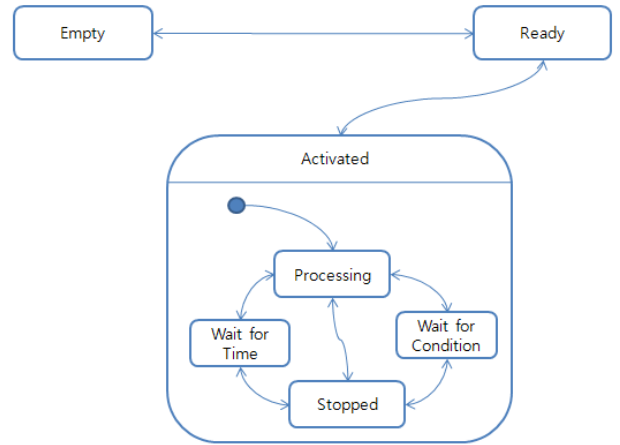 Empty
Ready
Activated
Processing
Wait for
Time
Wait for
Condition
Stopped